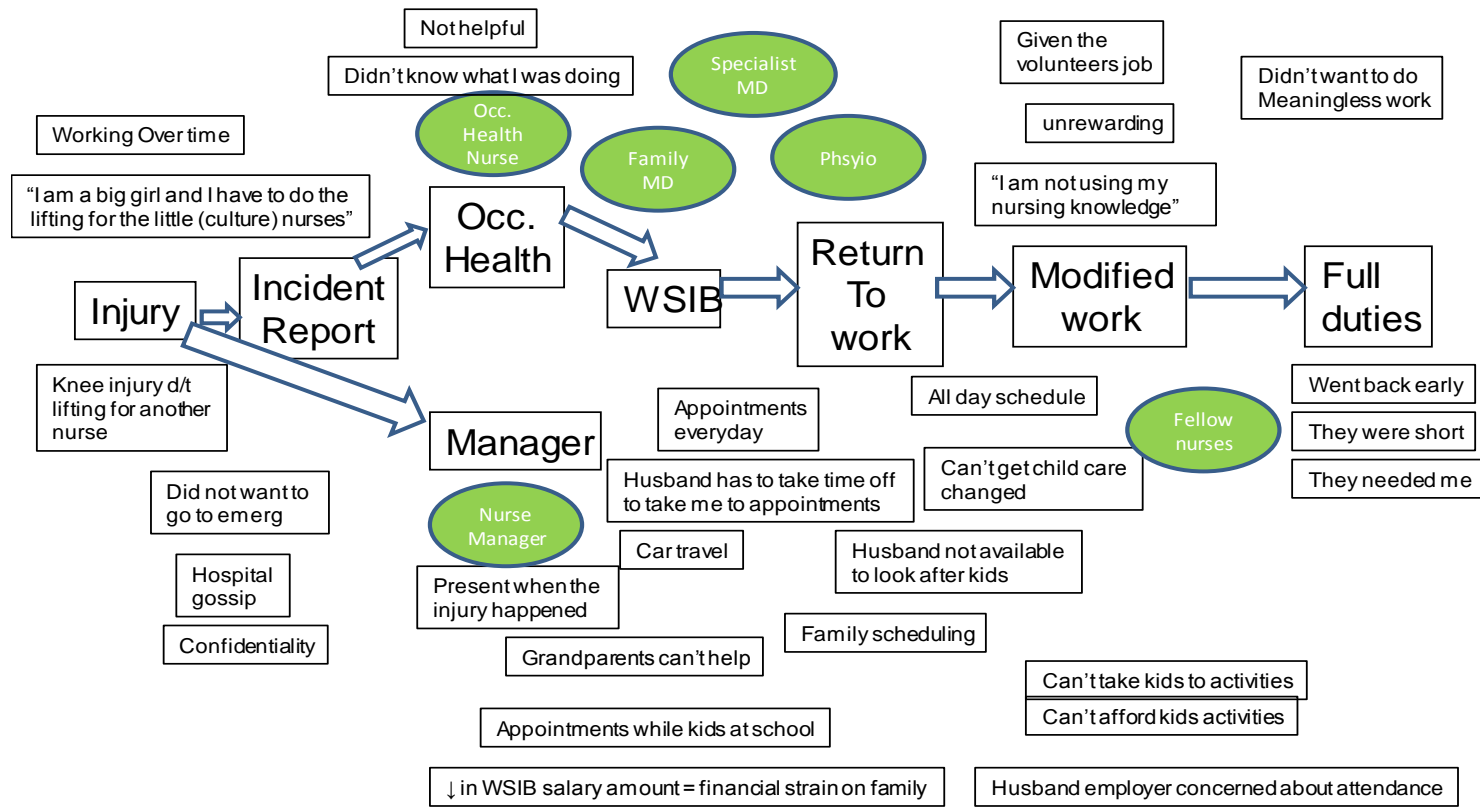 Not helpful
Didn't know what I was doing
Occ.
Health
Nurse
Specialist
MD
Family
MD
Phsyio
Given the
volunteers job
unrewarding
"I am not using my
nursing knowledge"
Didn't want to do
Meaningless work
Working Over time
"I am a big girl and I have to do the
lifting for the little (culture) nurses"
Injury
Incident
Report
Occ.
Health
WSIB
Return
To
work
Modified
work
Full
duties
Knee injury d/t
lifting for another
nurse
Manager
Nurse
Manager
Present when the
injury happened
Did not want to
go to emerg
Hospital
gossip
Confidentiality
Appointments
everyday
Husband has to take time off
to take me to appointments
Car travel
All day schedule
Can't get child care
changed
Fellow
nurses
Went back early
They were short
They needed me
Husband not available
to look after kids
Family scheduling
Grandparents can't help
Can't take kids to activities
Can't afford kids activities
Appointments while kids at school
↓ in WSIB salary amount = financial strain on family
Husband employer concerned about attendance